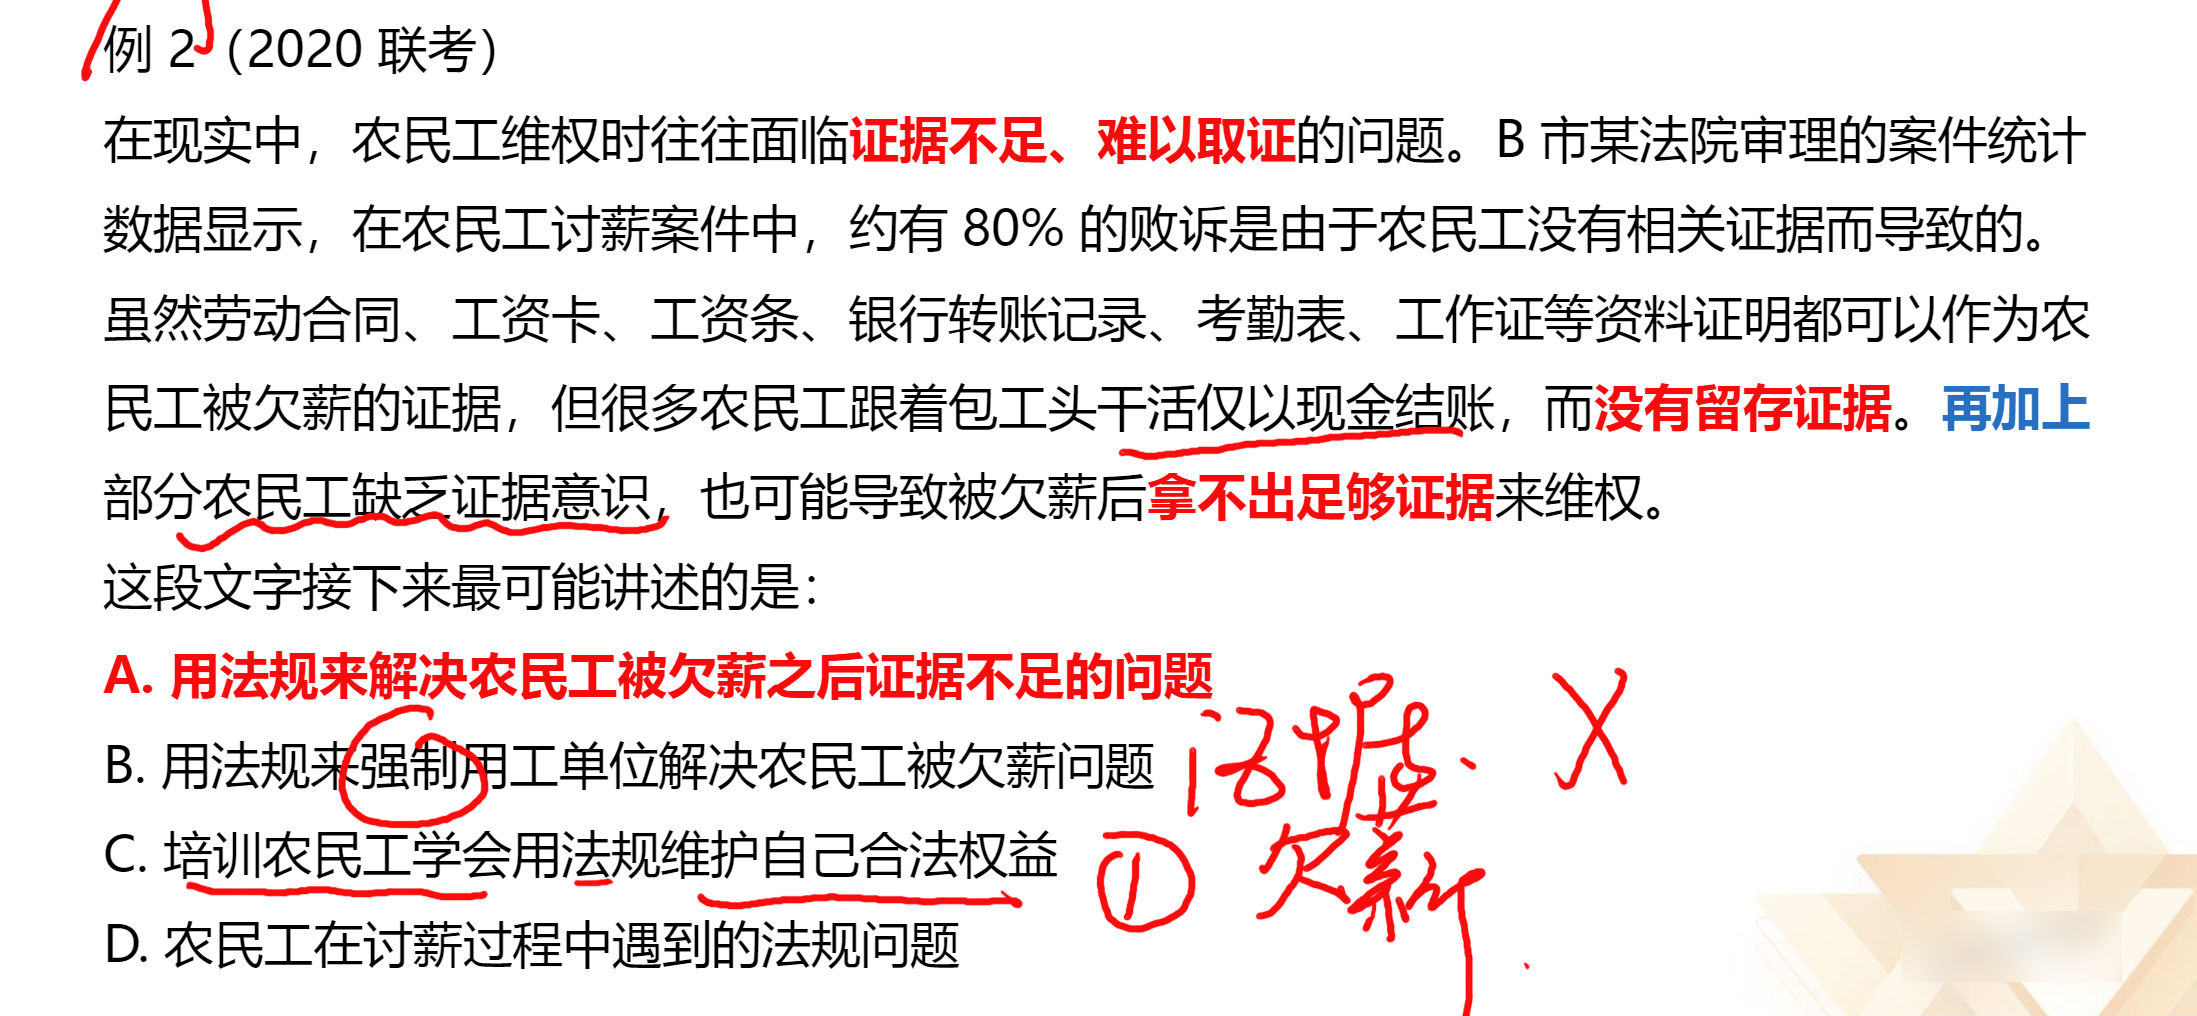 例 2（2020 联考）
在现实中，农民工维权时往往面临证据不足、难以取证的问题。B 市某法院审理的案件统计
数据显示，在农民工讨薪案件中，约有 80% 的败诉是由于农民工没有相关证据而导致的。
虽然劳动合同、工资卡、工资条、银行转账记录、考勤表、工作证等资料证明都可以作为农
民工被欠薪的证据，但很多农民工跟着包工头干活仅以现金结账，而没有留存证据。再加上
部分农民工缺乏证据意识，也可能导致被欠薪后拿不出足够证据来维权。
这段文字接下来最可能讲述的是：
A. 用法规来解决农民工被欠薪之后证据不足的问题
B. 用法规来强制用工单位解决农民工被欠薪问题
证据、
C. 培训农民工学会用法规维护自己合法权益
① 欠薪
D. 农民工在讨薪过程中遇到的法规问题